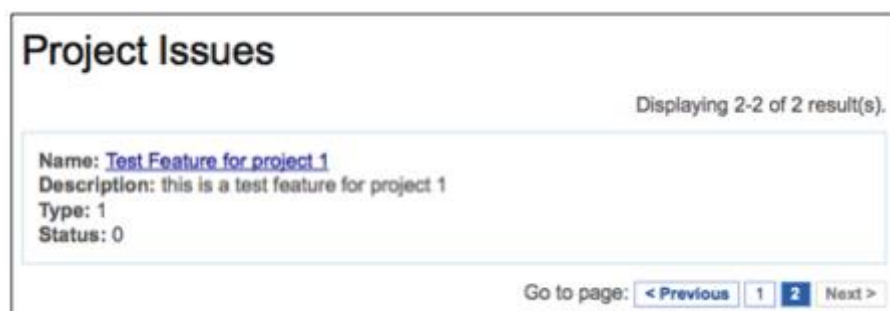 Project Issues
Displaying 2-2 of 2 result(s).
Name: Test Feature for project 1
Description: this is a test feature for project 1
Type: 1
Status: 0
Go to page: < Previous 1 2 Next >